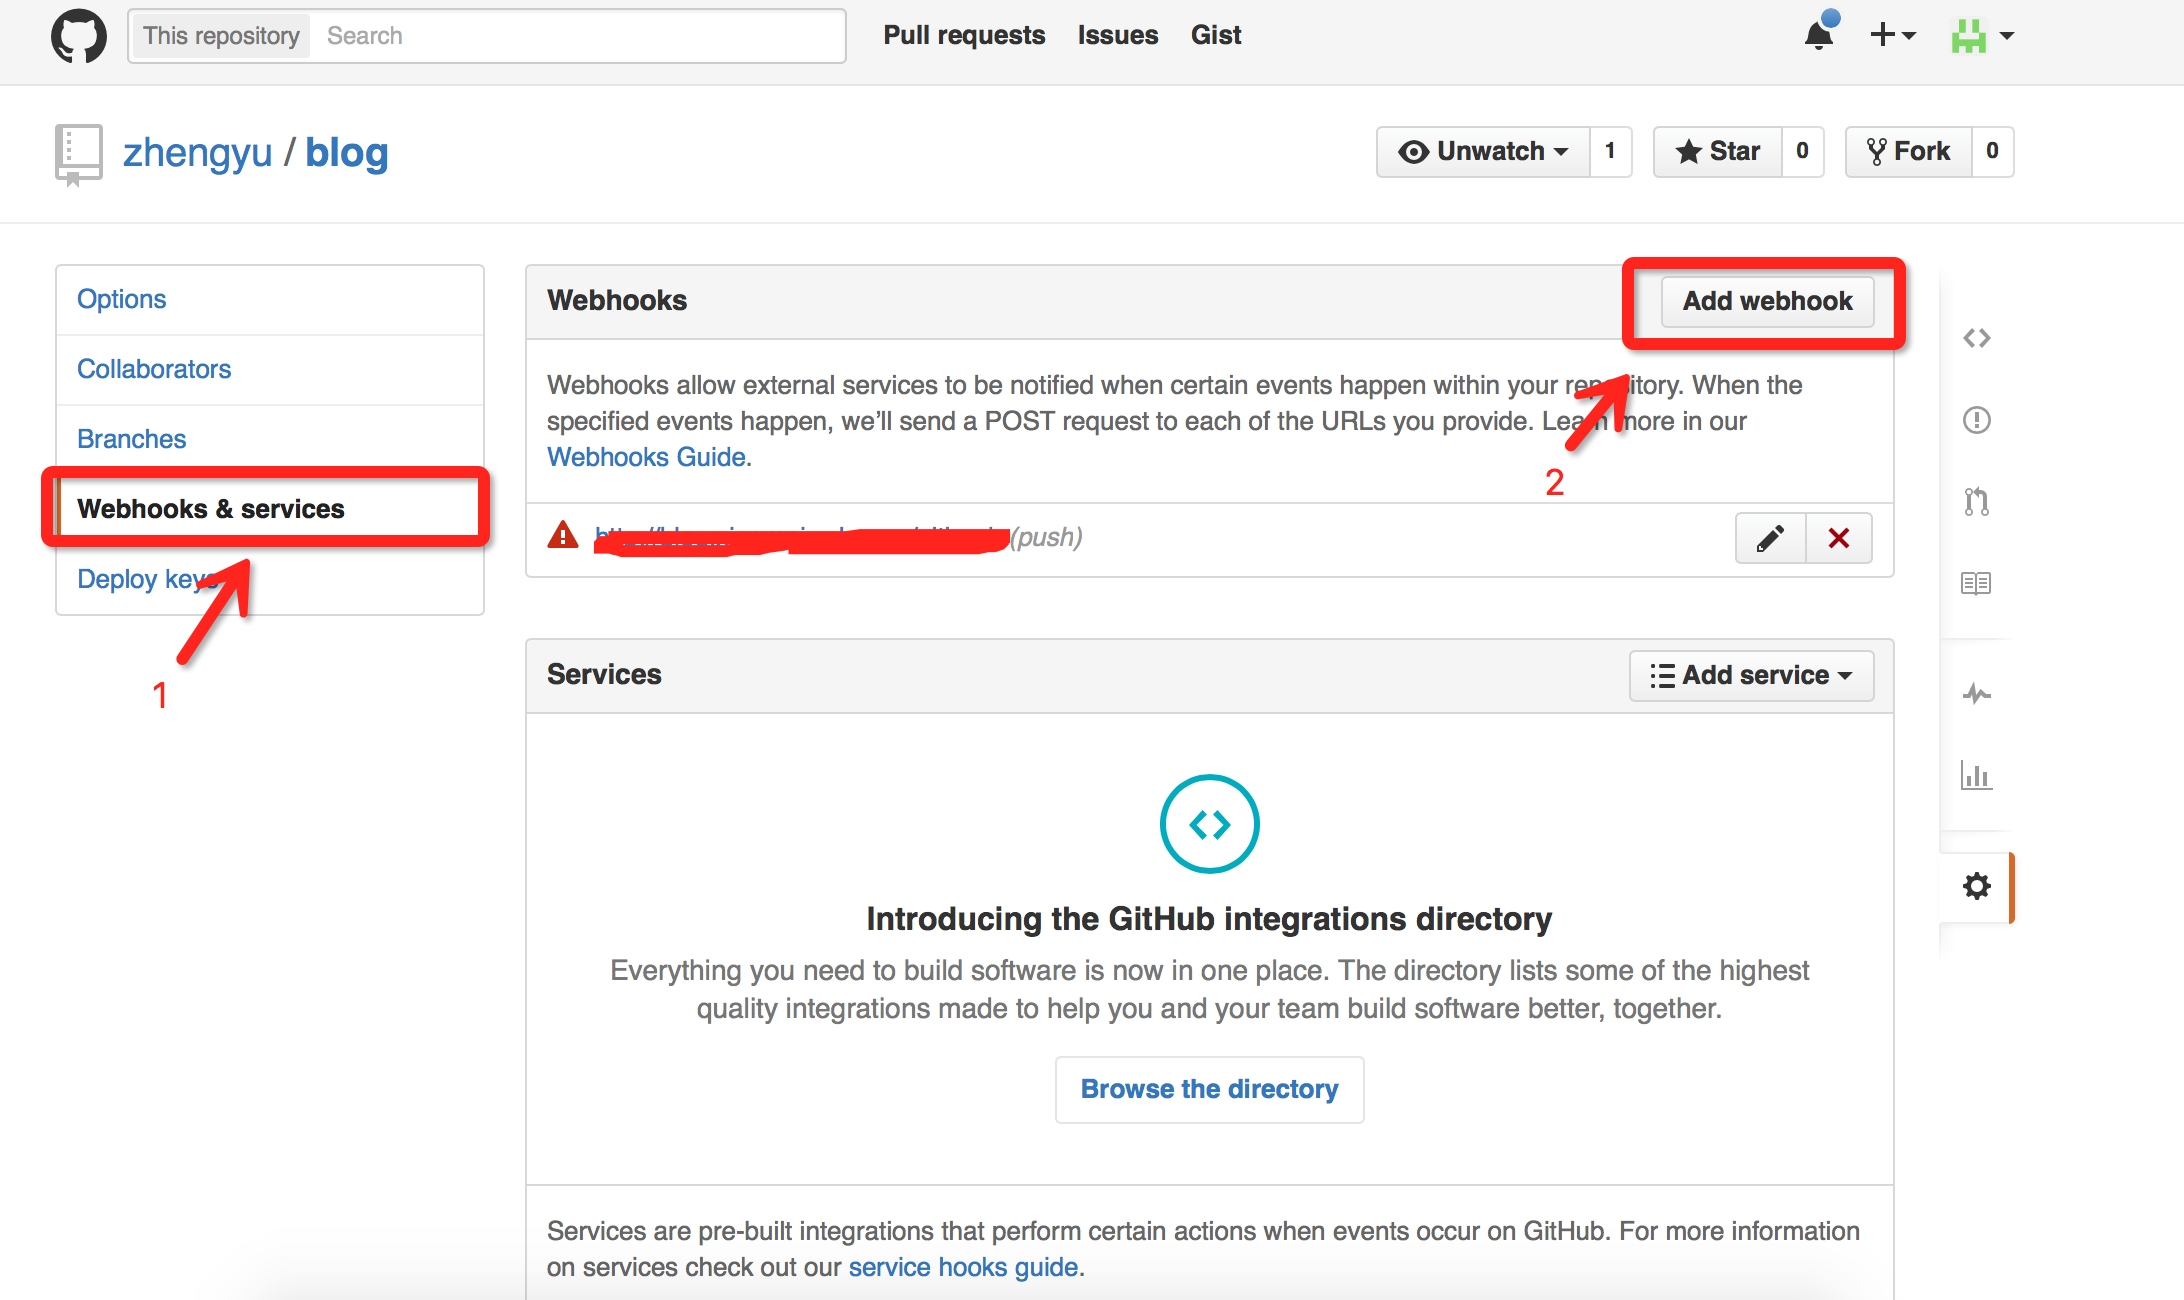 This repository Search Pull requests Issues Gist
zhengyu / blog
Unwatch 1 Star 0 Fork 0
Options
Collaborators
Branches
Webhooks & services
Deploy keys
1
Webhooks
Add webhook
Webhooks allow external services to be notified when certain events happen within your repository. When the
specified events happen, we’ll send a POST request to each of the URLs you provide. Learn more in our
Webhooks Guide.
2
(push)
Services
Add service
Introducing the GitHub integrations directory
Everything you need to build software is now in one place. The directory lists some of the highest
quality integrations made to help you and your team build software better, together.
Browse the directory
Services are pre-built integrations that perform certain actions when events occur on GitHub. For more information
on services check out our service hooks guide.